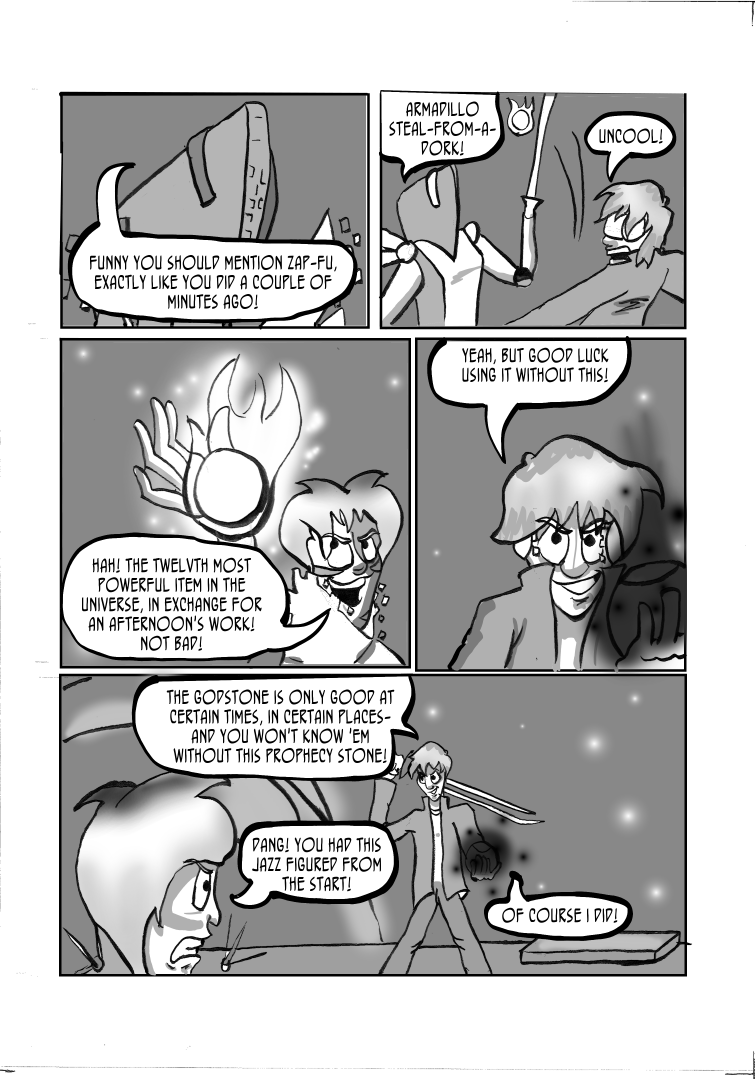 FUNNY YOU SHOULD MENTION ZAP-FU,
EXACTLY LIKE YOU DID A COUPLE OF
MINUTES AGO!
ARMADILLO
STEAL-FROM-A-
DORK!
UNCOOL!
HAH! THE TWELVTH MOST
POWERFUL ITEM IN THE
UNIVERSE, IN EXCHANGE FOR
AN AFTERNOON'S WORK!
NOT BAD!
YEAH, BUT GOOD LUCK
USING IT WITHOUT THIS!
THE GODSTONE IS ONLY GOOD AT
CERTAIN TIMES, IN CERTAIN PLACES-
AND YOU WON'T KNOW 'EM
WITHOUT THIS PROPHECY STONE!
DANG! YOU HAD THIS
JAZZ FIGURED FROM
THE START!
OF COURSE I DID!